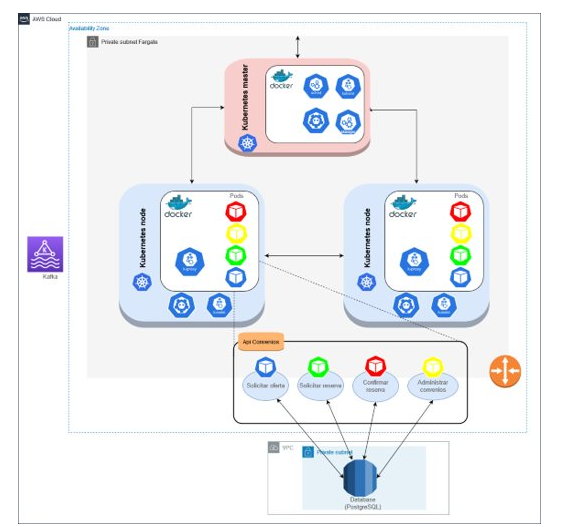 AWS Cloud
Availability Zone
Private subnet Fargate
Kubernetes master
docker
Kubernetes node
docker
Pods
Kubernetes node
docker
Pods
Kafka
Api Convenios
Solicitar oferta
Solicitar reserva
Confirmar
reserva
Administrar
convenios
VPC
Private subnet
Database
(PostgreSQL)